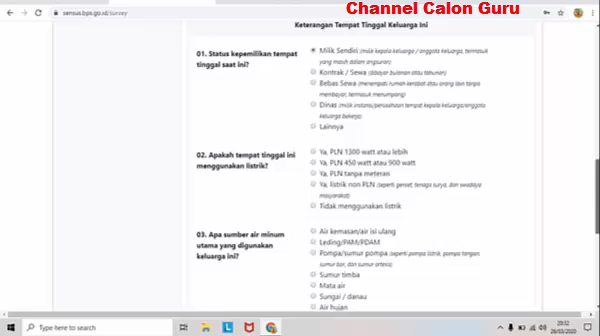 sensus.bps.go.id/survey
Channel Calon Guru
Keterangan Tempat Tinggal Keluarga Ini
01. Status kepemilikan tempat
tinggal saat ini?
Milik Sendiri (milik kepala keluarga / anggota keluarga, termasuk
yang masih dalam angsuran)
Kontrak / Sewa (dibayar bulanan atau tahunan)
Bebas Sewa (menempati rumah kerabat atau orang lain tanpa
membayar, termasuk menumpang)
Dinas (milik instansi/perusahaan tempat kepala keluarga/anggota
keluarga bekerja)
Lainnya
02. Apakah tempat tinggal ini
menggunakan listrik?
Ya, PLN 1300 watt atau lebih
Ya, PLN 450 watt atau 900 watt
Ya, PLN tanpa meteran
Ya, listrik non PLN (seperti genset, tenaga surya, dan swadaya
masyarakat)
Tidak menggunakan listrik
03. Apa sumber air minum
utama yang digunakan
keluarga ini?
Air kemasan/air isi ulang
Leding/PAM/PDAM
Pompa/sumur pompa (seperti pompa listrik, pompa tangan,
sumur bor, dan sumur artesis)
Sumur timba
Mata air
Sungai / danau
Air hujan
Type here to search
20:12
26/03/2020